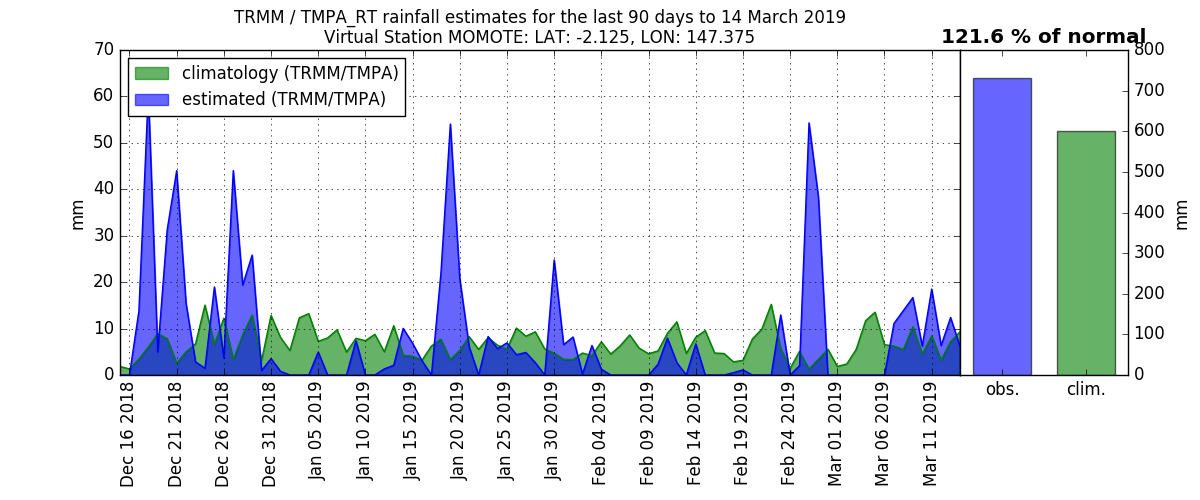 TRMM / TMPA_RT rainfall estimates for the last 90 days to 14 March 2019
Virtual Station MOMOTE: LAT: -2.125, LON: 147.375
121.6 % of normal
climatology (TRMM/TMPA)
estimated (TRMM/TMPA)
mm
70
60
50
40
30
20
10
0
Dec 16 2018
Dec 21 2018
Dec 26 2018
Dec 31 2018
Jan 05 2019
Jan 10 2019
Jan 15 2019
Jan 20 2019
Jan 25 2019
Jan 30 2019
Feb 04 2019
Feb 09 2019
Feb 14 2019
Feb 19 2019
Feb 24 2019
Mar 01 2019
Mar 06 2019
Mar 11 2019
800
700
600
500
400
300
200
100
0
mm
obs.
clim.